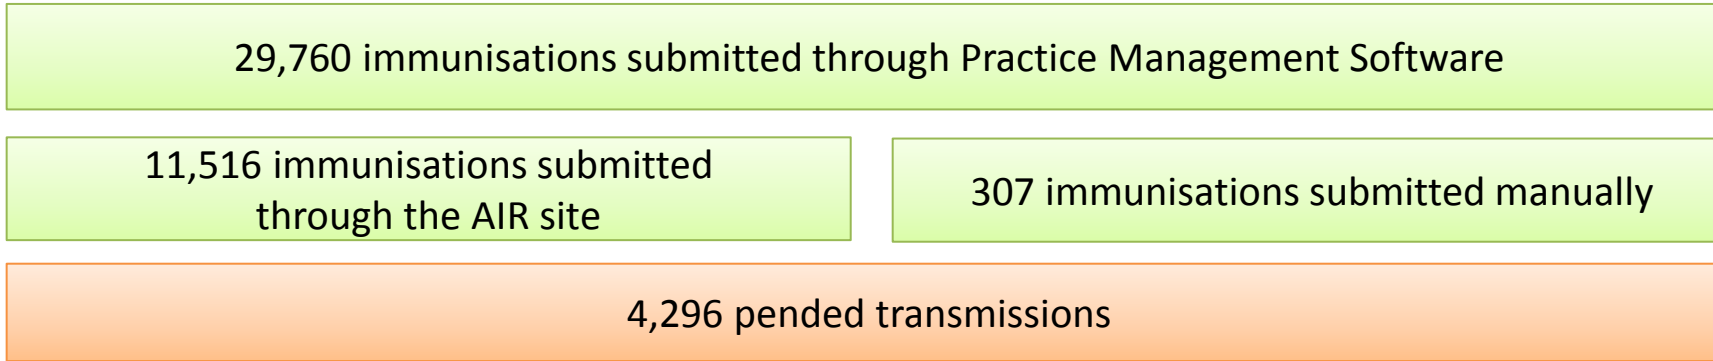 29,760 immunisations submitted through Practice Management Software
11,516 immunisations submitted
through the AIR site
307 immunisations submitted manually
4,296 pended transmissions